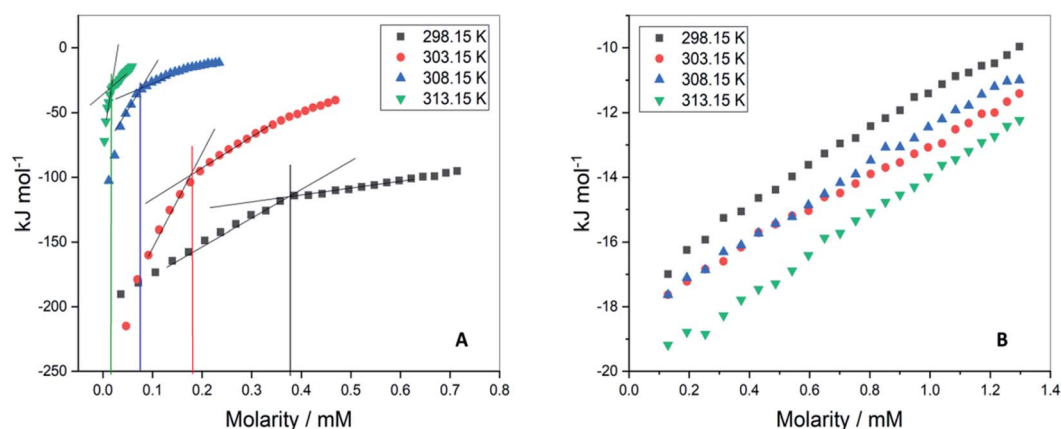 298.15 K
303.15 K
308.15 K
313.15 K
0
-50
-100
-150
-200
-250
kJ mol-1
A
0.0 0.1 0.2 0.3 0.4 0.5 0.6 0.7 0.8
Molarity / mM
298.15 K
303.15 K
308.15 K
313.15 K
-10
-12
-14
-16
-18
-20
kJ mol-1
B
0.0 0.2 0.4 0.6 0.8 1.0 1.2 1.4
Molarity / mM